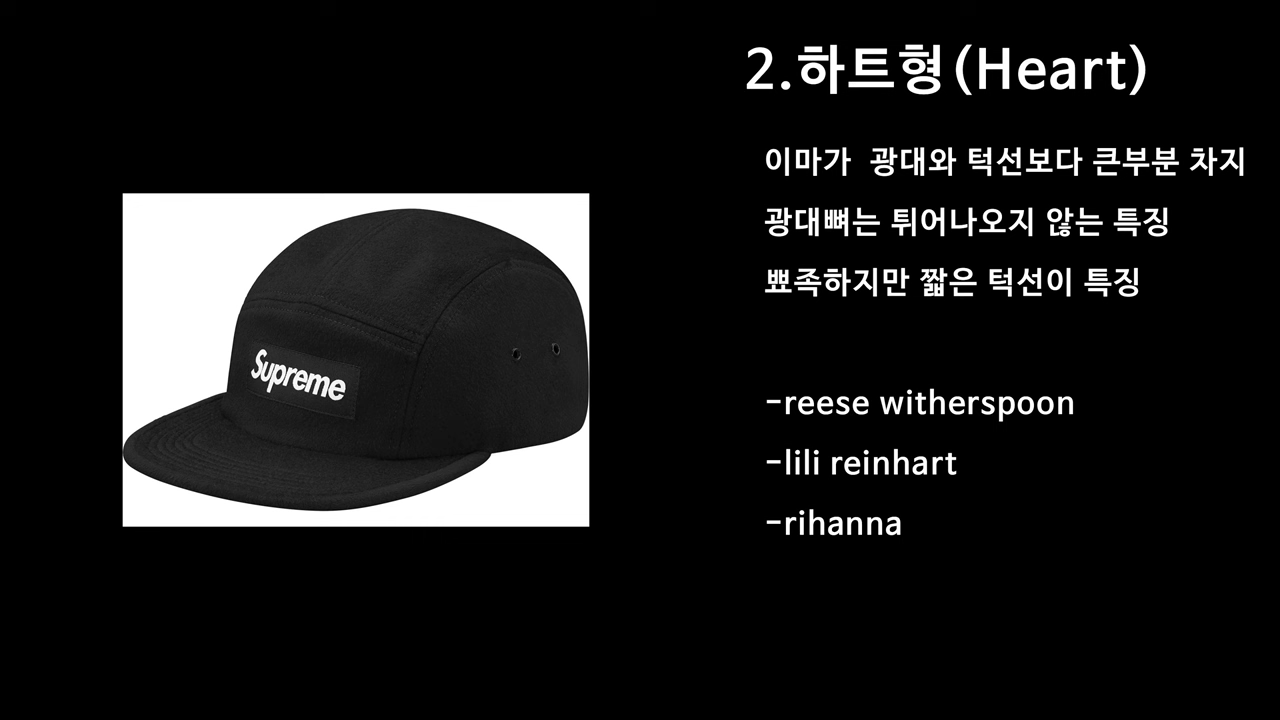 2.하트형(Heart)
이마가 광대와 턱선보다 큰부분 차지
광대뼈는 튀어나오지 않는 특징
뾰족하지만 짧은 턱선이 특징
Supreme
-reese witherspoon
-lili reinhart
-rihanna